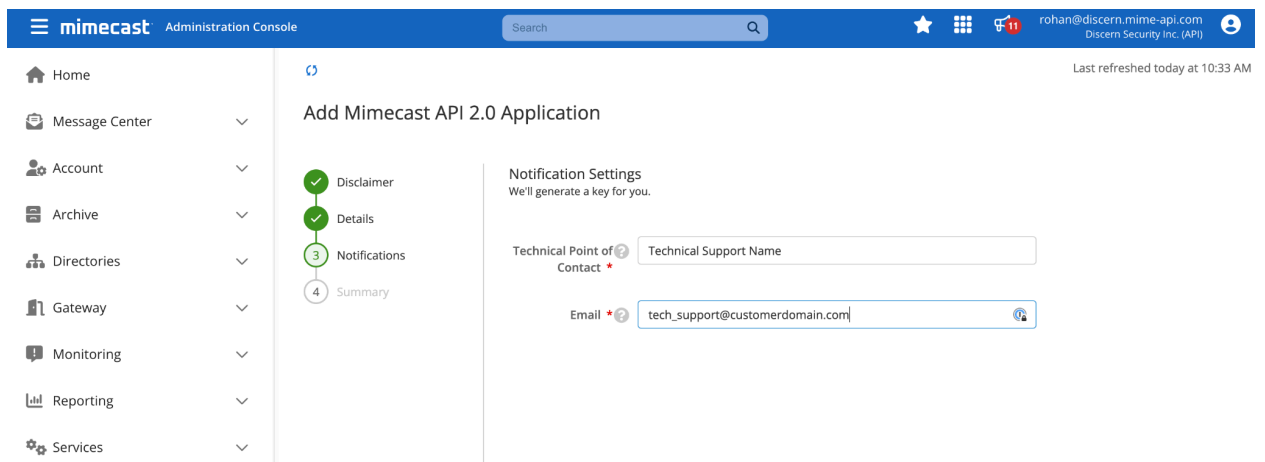 mimecast Administration Console
Search
11
rohan@discern.mime-api.com
Discern Security Inc. (API)
Home
Message Center
Account
Archive
Directories
Gateway
Monitoring
Reporting
Services
Last refreshed today at 10:33 AM
Add Mimecast API 2.0 Application
Disclaimer
Details
3 Notifications
4 Summary
Notification Settings
We'll generate a key for you.
Technical Point of ?
Contact *
Technical Support Name
Email * ?
tech_support@customerdomain.com